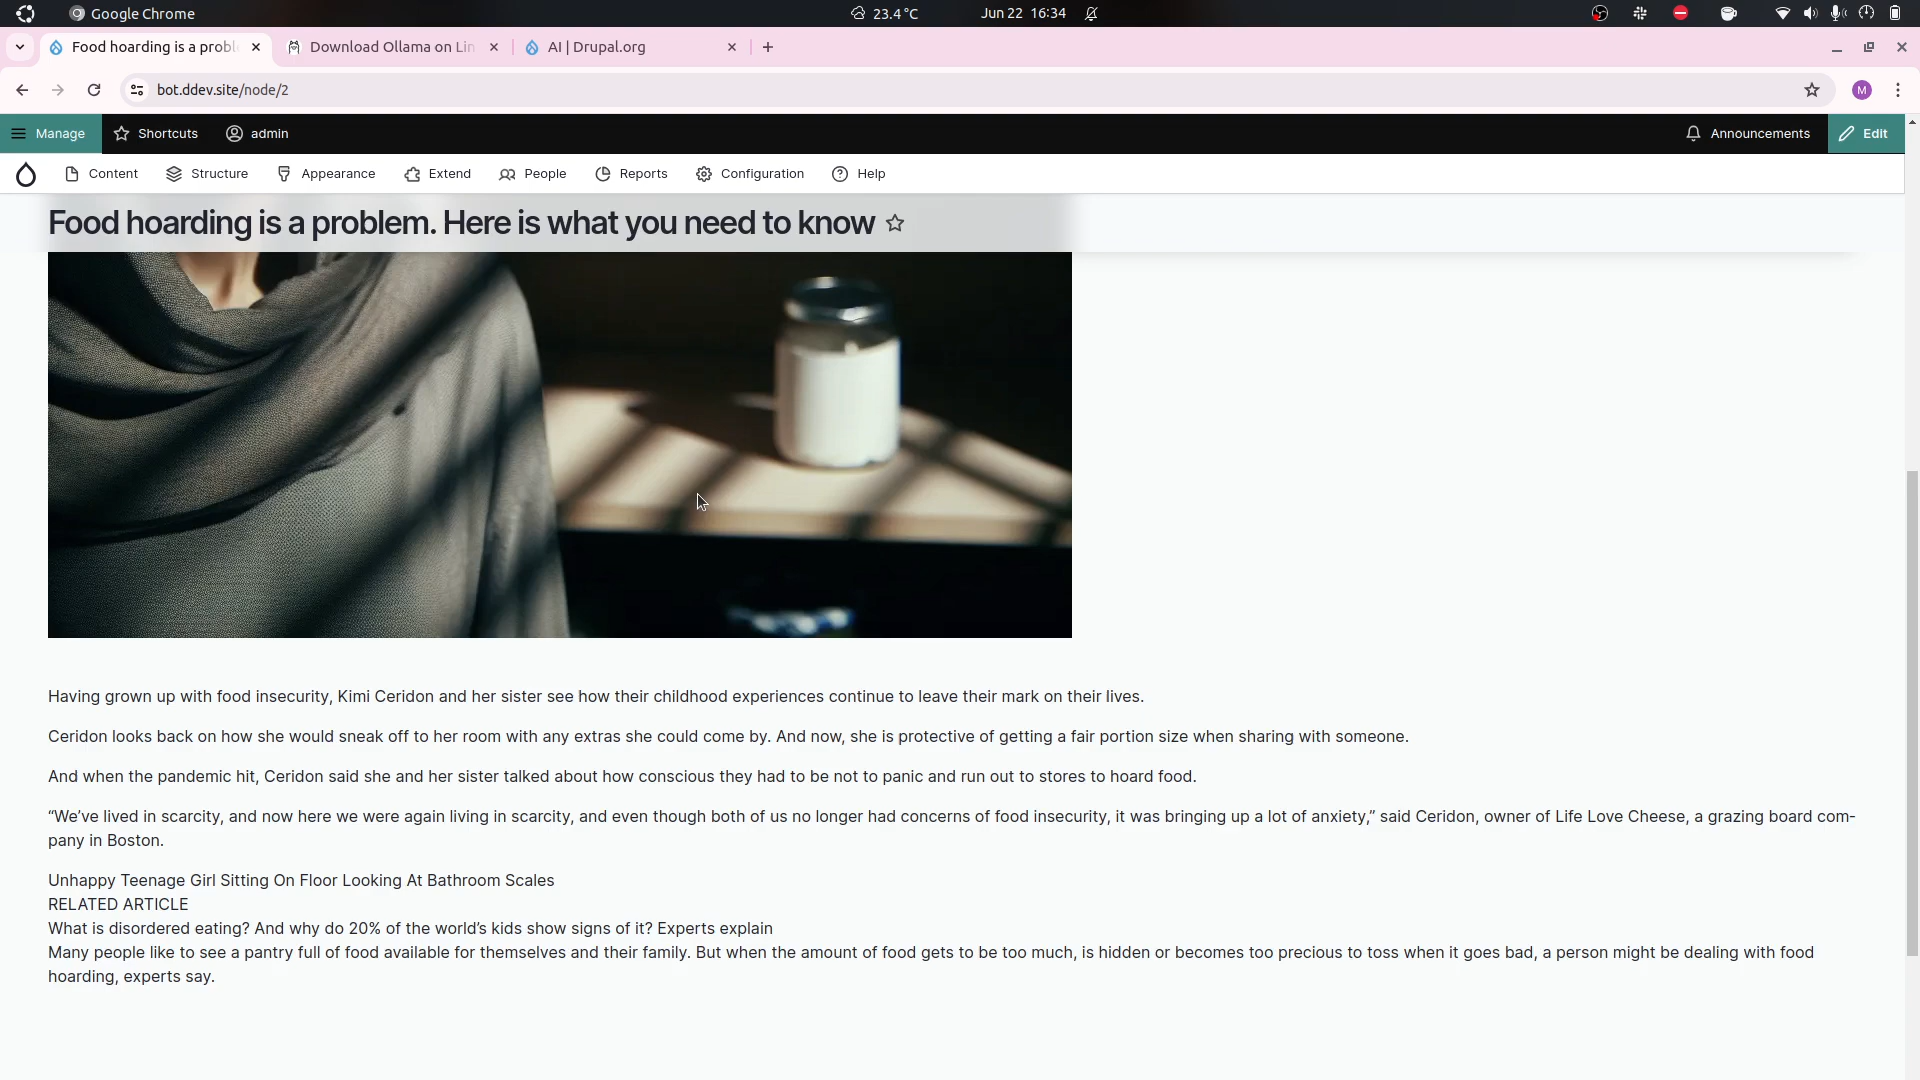 Google Chrome
23.4 °C
Jun 22 16:34
Food hoarding is a probl
Download Ollama on Lin
AI | Drupal.org
bot.ddev.site/node/2
M
Manage
Shortcuts
admin
Announcements
Edit
Content
Structure
Appearance
Extend
People
Reports
Configuration
Help
Food hoarding is a problem. Here is what you need to know
Having grown up with food insecurity, Kimi Ceridon and her sister see how their childhood experiences continue to leave their mark on their lives.
Ceridon looks back on how she would sneak off to her room with any extras she could come by. And now, she is protective of getting a fair portion size when sharing with someone.
And when the pandemic hit, Ceridon said she and her sister talked about how conscious they had to be not to panic and run out to stores to hoard food.
“We’ve lived in scarcity, and now here we were again living in scarcity, and even though both of us no longer had concerns of food insecurity, it was bringing up a lot of anxiety,” said Ceridon, owner of Life Love Cheese, a grazing board com-
pany in Boston.
Unhappy Teenage Girl Sitting On Floor Looking At Bathroom Scales
RELATED ARTICLE
What is disordered eating? And why do 20% of the world’s kids show signs of it? Experts explain
Many people like to see a pantry full of food available for themselves and their family. But when the amount of food gets to be too much, is hidden or becomes too precious to toss when it goes bad, a person might be dealing with food
hoarding, experts say.